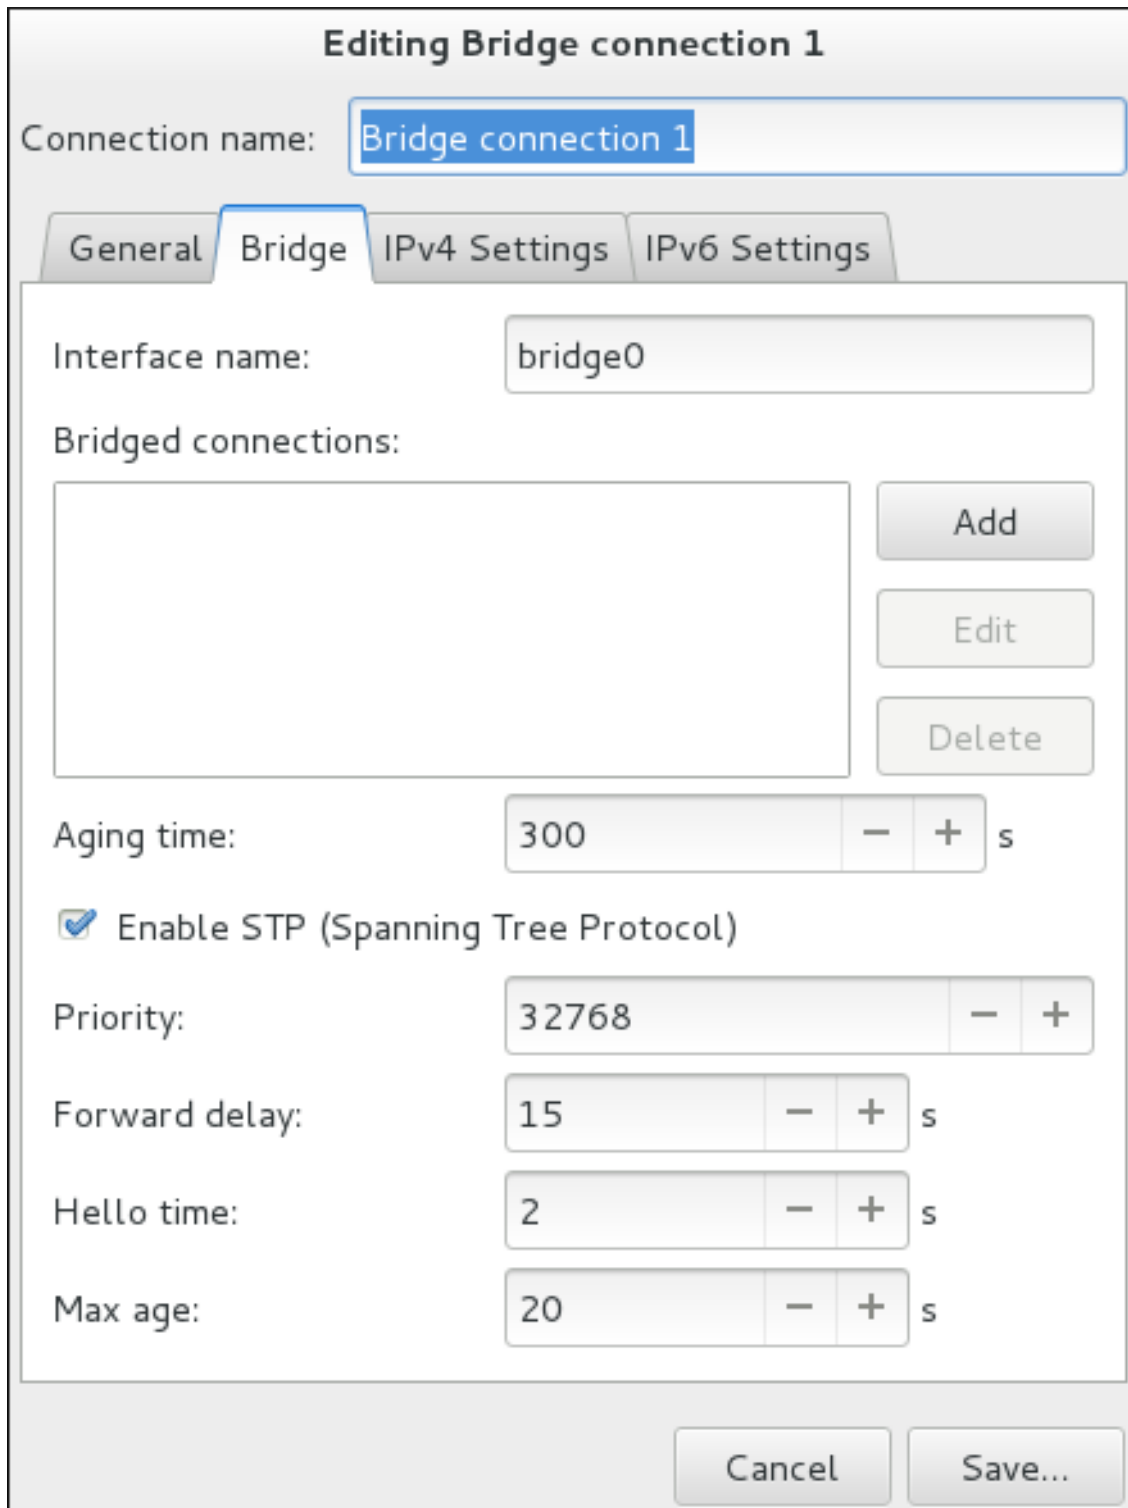 Editing Bridge connection 1
Connection name: Bridge connection 1
General Bridge IPv4 Settings IPv6 Settings
Interface name: bridge0
Bridged connections:
Add
Edit
Delete
Aging time: 300 − + s
Enable STP (Spanning Tree Protocol)
Priority: 32768 − +
Forward delay: 15 − + s
Hello time: 2 − + s
Max age: 20 − + s
Cancel Save...